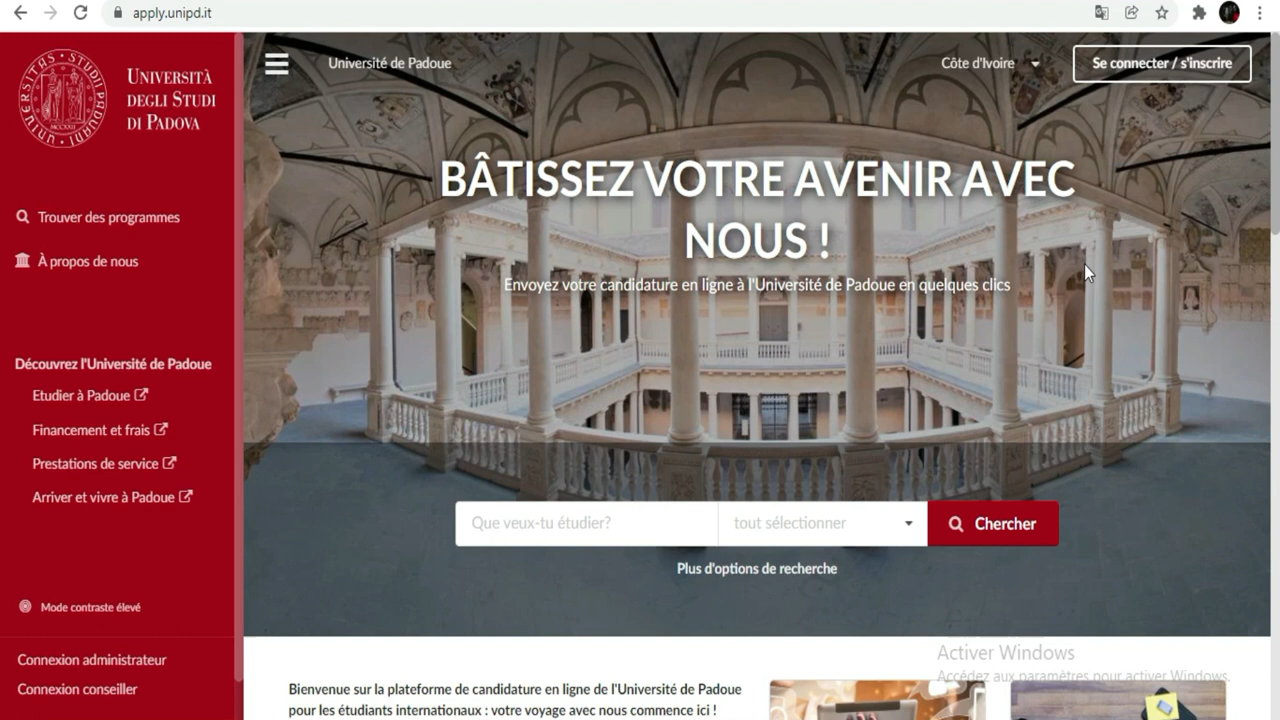 apply.unipd.it
UNIVERSITAS STUDII PADUANI
MCCXXII
UNIVERSITÀ
DEGLI STUDI
DI PADOVA
Université de Padoue
Côte d'Ivoire
Se connecter / s'inscrire
BÂTISSEZ VOTRE AVENIR AVEC
NOUS !
Envoyez votre candidature en ligne à l'Université de Padoue en quelques clics
Trouver des programmes
À propos de nous
Découvrez l'Université de Padoue
Etudier à Padoue
Financement et frais
Prestations de service
Arriver et vivre à Padoue
Que veux-tu étudier?
tout sélectionner
Chercher
Plus d'options de recherche
Mode contraste élevé
Connexion administrateur
Connexion conseiller
Bienvenue sur la plateforme de candidature en ligne de l'Université de Padoue
pour les étudiants internationaux : votre voyage avec nous commence ici !
Activer Windows
Accédez aux paramètres pour activer Windows.